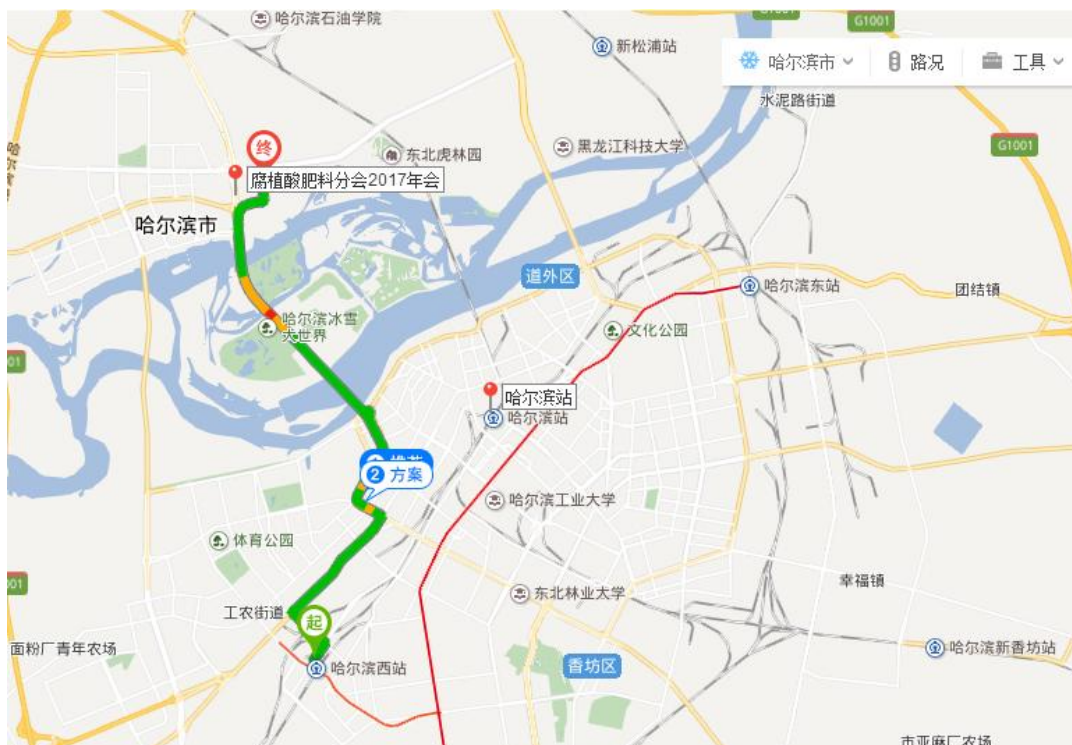 哈尔滨石油学院
G1001
G1001
新松浦站
哈尔滨市
路况
工具
水泥路街道
黑龙江科技大学
G1001
终
东北虎林园
腐植酸肥料分会2017年会
哈尔滨市
道外区
哈尔滨东站
团结镇
哈尔滨冰雪
大世界
文化公园
哈尔滨站
哈尔滨站
2 方案
哈尔滨工业大学
体育公园
东北林业大学
幸福镇
工农街道
起
面粉厂青年农场
哈尔滨西站
香坊区
哈尔滨新香坊站